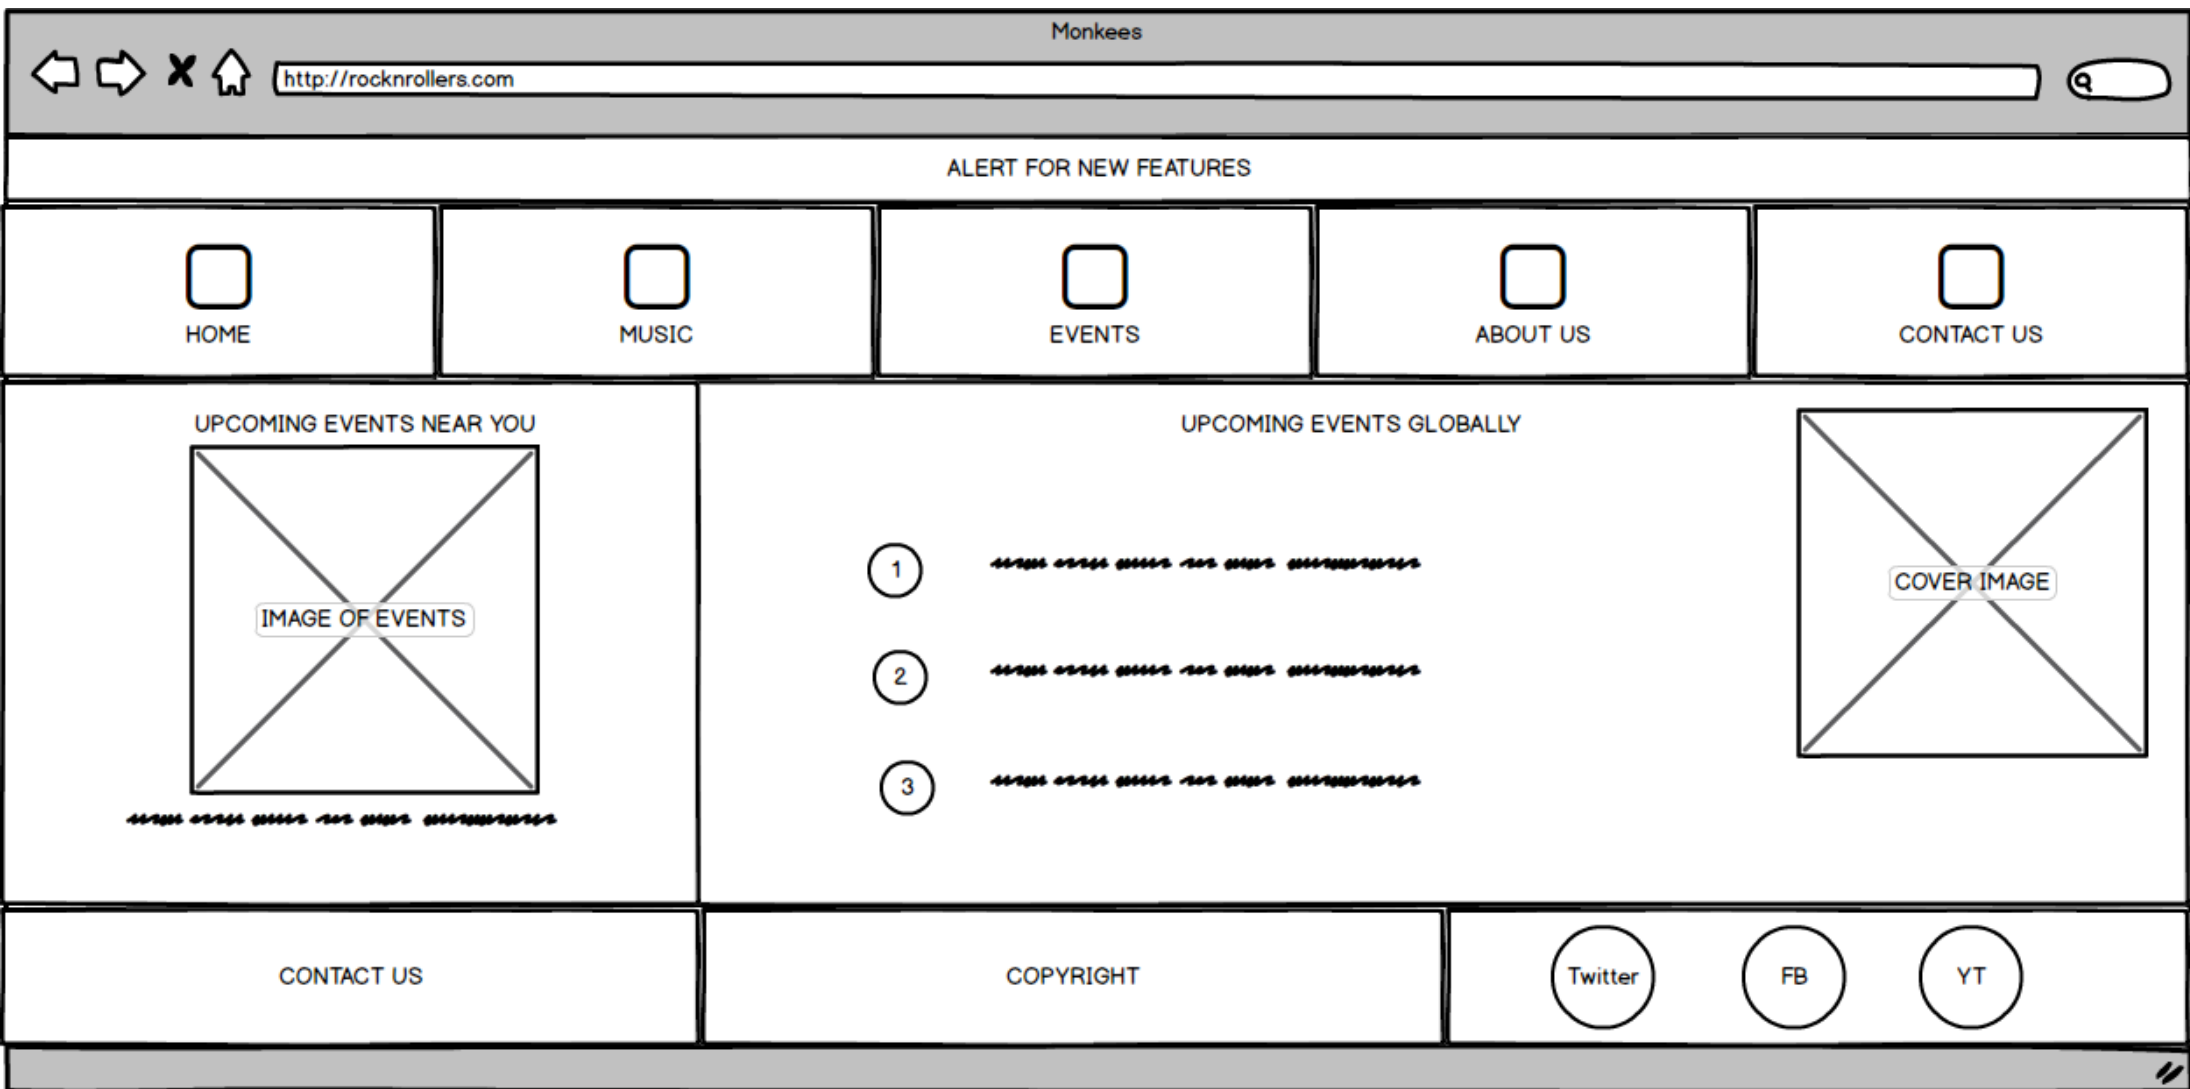 Monkees
http://rocknrollers.com
ALERT FOR NEW FEATURES
HOME
MUSIC
EVENTS
ABOUT US
CONTACT US
UPCOMING EVENTS NEAR YOU
IMAGE OF EVENTS
UPCOMING EVENTS GLOBALLY
1
2
3
COVER IMAGE
CONTACT US
COPYRIGHT
Twitter
FB
YT